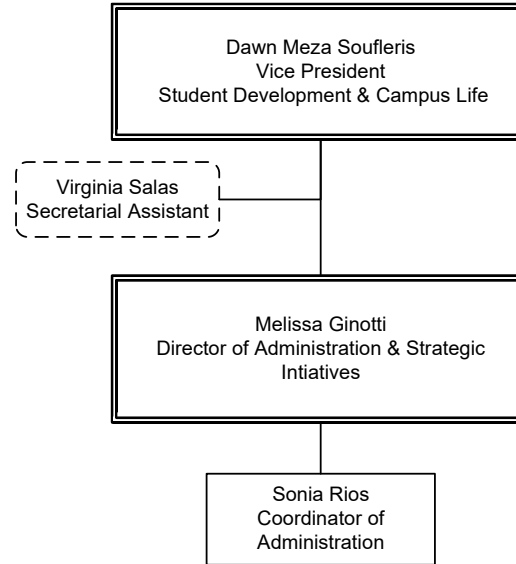 Dawn Meza Soufleris
Vice President
Student Development & Campus Life
Virginia Salas
Secretarial Assistant
Melissa Ginotti
Director of Administration & Strategic
Intiatives
Sonia Rios
Coordinator of
Administration